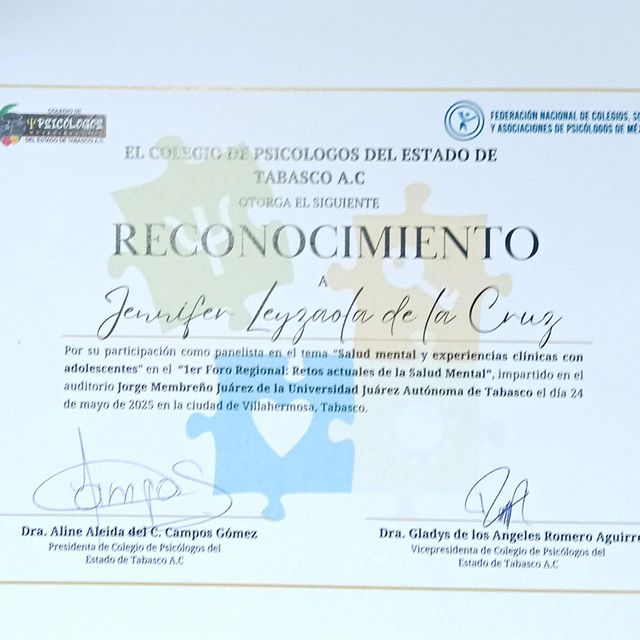 COLEGIO DE
PSICÓLOGOS
DEL ESTADO DE TABASCO A.C
FEDERACIÓN NACIONAL DE COLEGIOS,
Y ASOCIACIONES DE PSICÓLOGOS DE
EL COLEGIO DE PSICOLOGOS DEL ESTADO DE
TABASCO A.C
OTORGA EL SIGUIENTE
RECONOCIMIENTO
A
Jennifer Leyzaola de la Cruz
Por su participación como panelista en el tema "Salud mental y experiencias clínicas con
adolescentes" en el "1er Foro Regional: Retos actuales de la Salud Mental", impartido en el
auditorio Jorge Membreño Juárez de la Universidad Juárez Autónoma de Tabasco el día 24
de mayo de 2025 en la ciudad de Villahermosa, Tabasco.
Campos
Dra. Aline Aleida del C. Campos Gómez
Presidenta de Colegio de Psicólogos del
Estado de Tabasco A.C
Dra. Gladys de los Angeles Romero Aguirre
Vicepresidenta de Colegio de Psicólogos del
Estado de Tabasco A.C